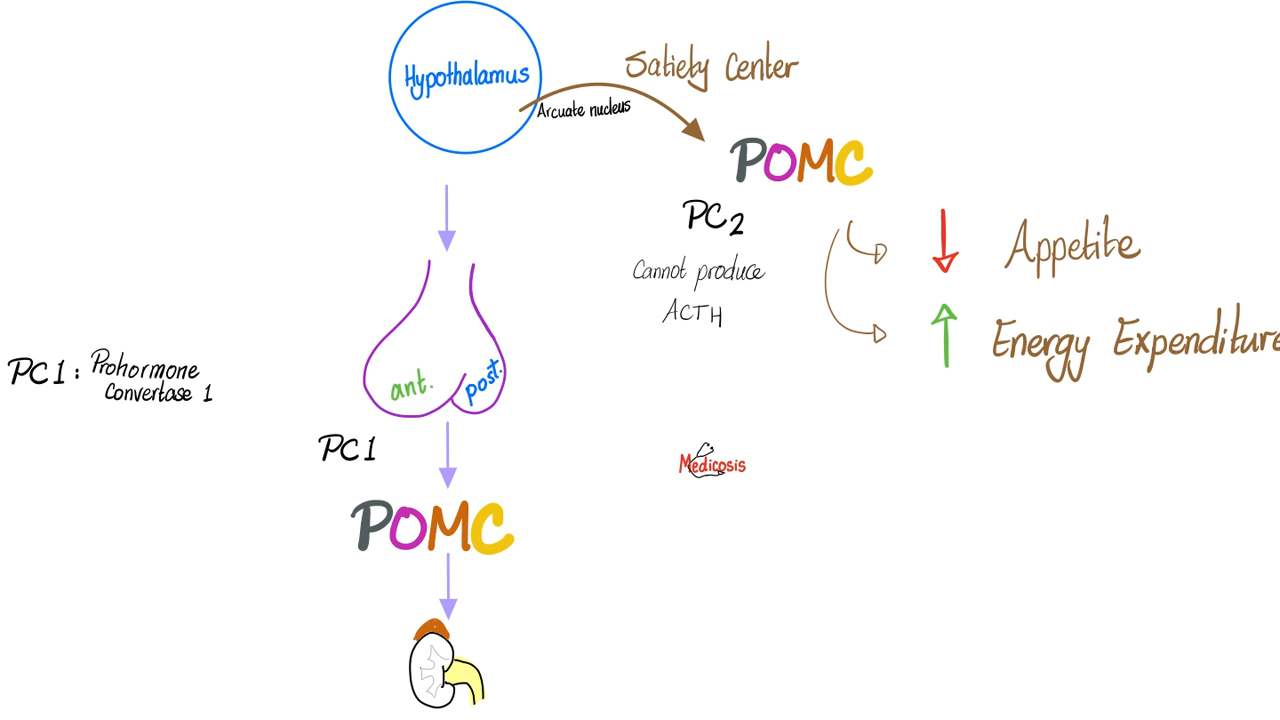 Hypothalamus
Satiety Center
Arcuate nucleus
POMC
PC2
Cannot produce
ACTH
Appetite
Energy Expenditure
ant.
post.
PC1: Prohormone
Convertase 1
PC1
Medicosis
POMC